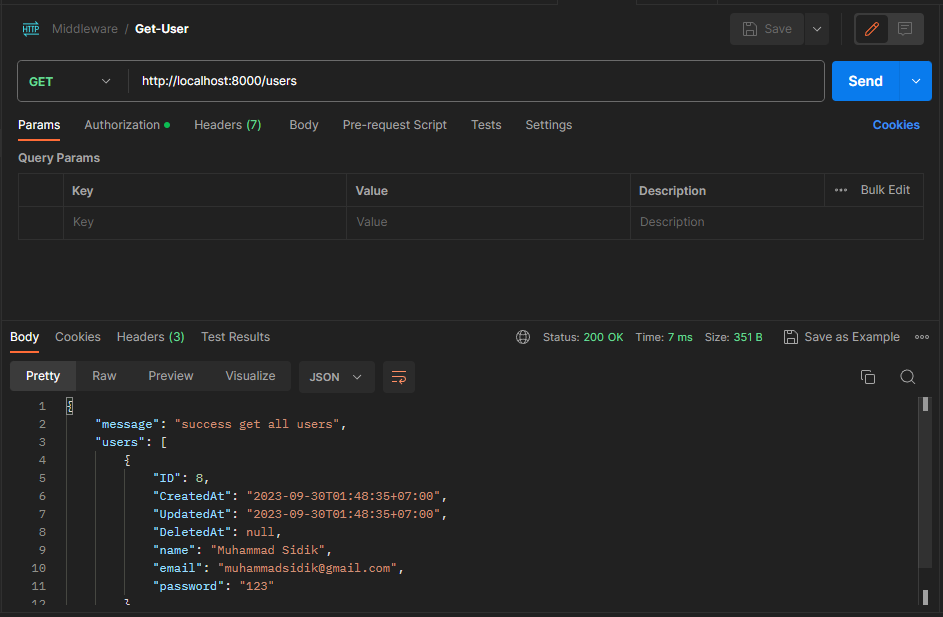 HTTP Middleware / Get-User Save
GET http://localhost:8000/users Send
Params Authorization Headers (7) Body Pre-request Script Tests Settings Cookies
Query Params
Key Value Description ••• Bulk Edit
Key Value Description
Body Cookies Headers (3) Test Results Status: 200 OK Time: 7 ms Size: 351 B Save as Example
Pretty Raw Preview Visualize JSON
1 {
2 "message": "success get all users",
3 "users": [
4 {
5 "ID": 8,
6 "CreatedAt": "2023-09-30T01:48:35+07:00",
7 "UpdatedAt": "2023-09-30T01:48:35+07:00",
8 "DeletedAt": null,
9 "name": "Muhammad Sidik",
10 "email": "muhammadsidik@gmail.com",
11 "password": "123"
12 }